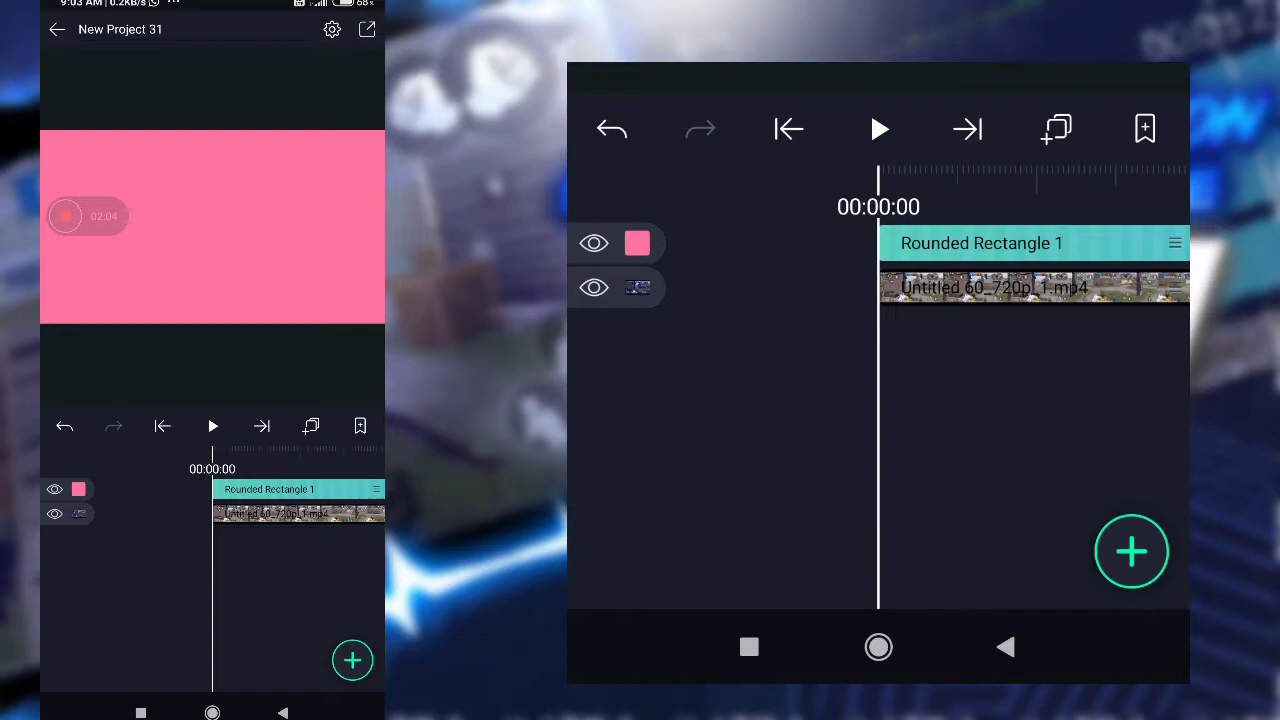 9:03 AM | 0.2KB/s
68%
New Project 31
02:04
00:00:00
Rounded Rectangle 1
Untitled 60_720p_1.mp4
00:00:00
Rounded Rectangle 1
Untitled 60_720p_1.mp4